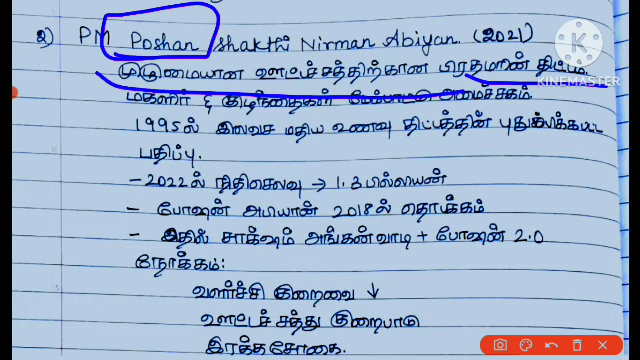 2) PM Poshan Shakthi Nirman Abiyan. (2021)
முழுமையான ஊட்டச்சத்திற்கான பிரதமரின் திட்டம்.
மகளிர் & குழந்தைகள் மேம்பாட்டு அமைச்சகம்.
1995ல் இலவச மதிய உணவு திட்டத்தின் புதுக்கப்பட்ட
பதிப்பு.
- 2022ல் நிதிசெலவு → 1.3 பில்லியன்
- போஷன் அபியான் 2018ல் தொடக்கம்
- இதில் சாக்ஷம் அங்கன்வாடி + போஷன் 2.0
நோக்கம்:
வளர்ச்சி குறைவை ↓
ஊட்டச்சத்து குறைபாடு
இரத்த சோகை.
KINEMASTER